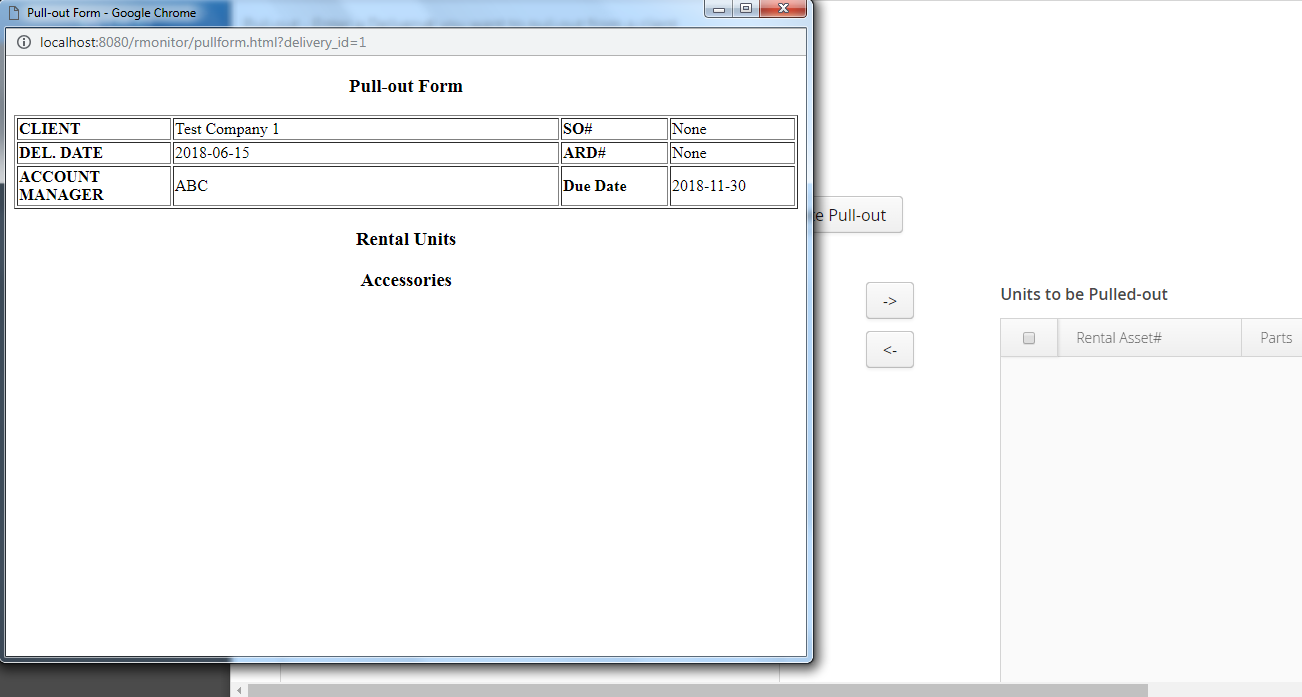 Pull-out Form - Google Chrome
localhost:8080/rmonitor/pullform.html?delivery_id=1
Pull-out Form
CLIENT Test Company 1 SO# None
DEL. DATE 2018-06-15 ARD# None
ACCOUNT
MANAGER ABC Due Date 2018-11-30
Rental Units
Accessories
e Pull-out
->
<-
Units to be Pulled-out
Rental Asset# Parts